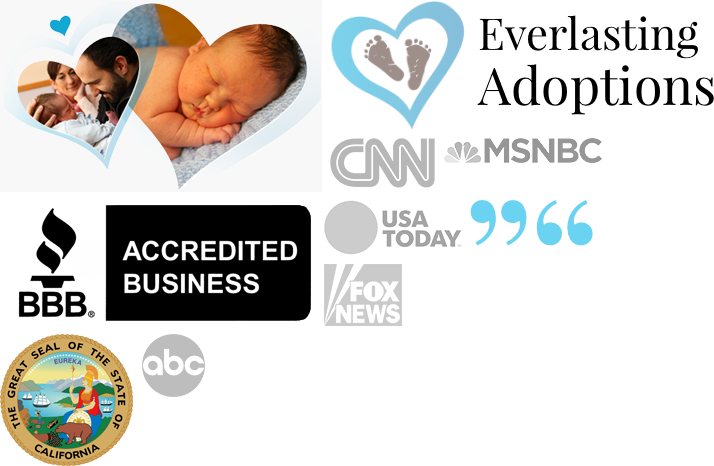 Everlasting
Adoptions
CNN
MSNBC
USA
TODAY
ACCREDITED
BUSINESS
BBB.®
FOX
NEWS
abc
THE GREAT SEAL OF THE STATE OF CALIFORNIA
EUREKA